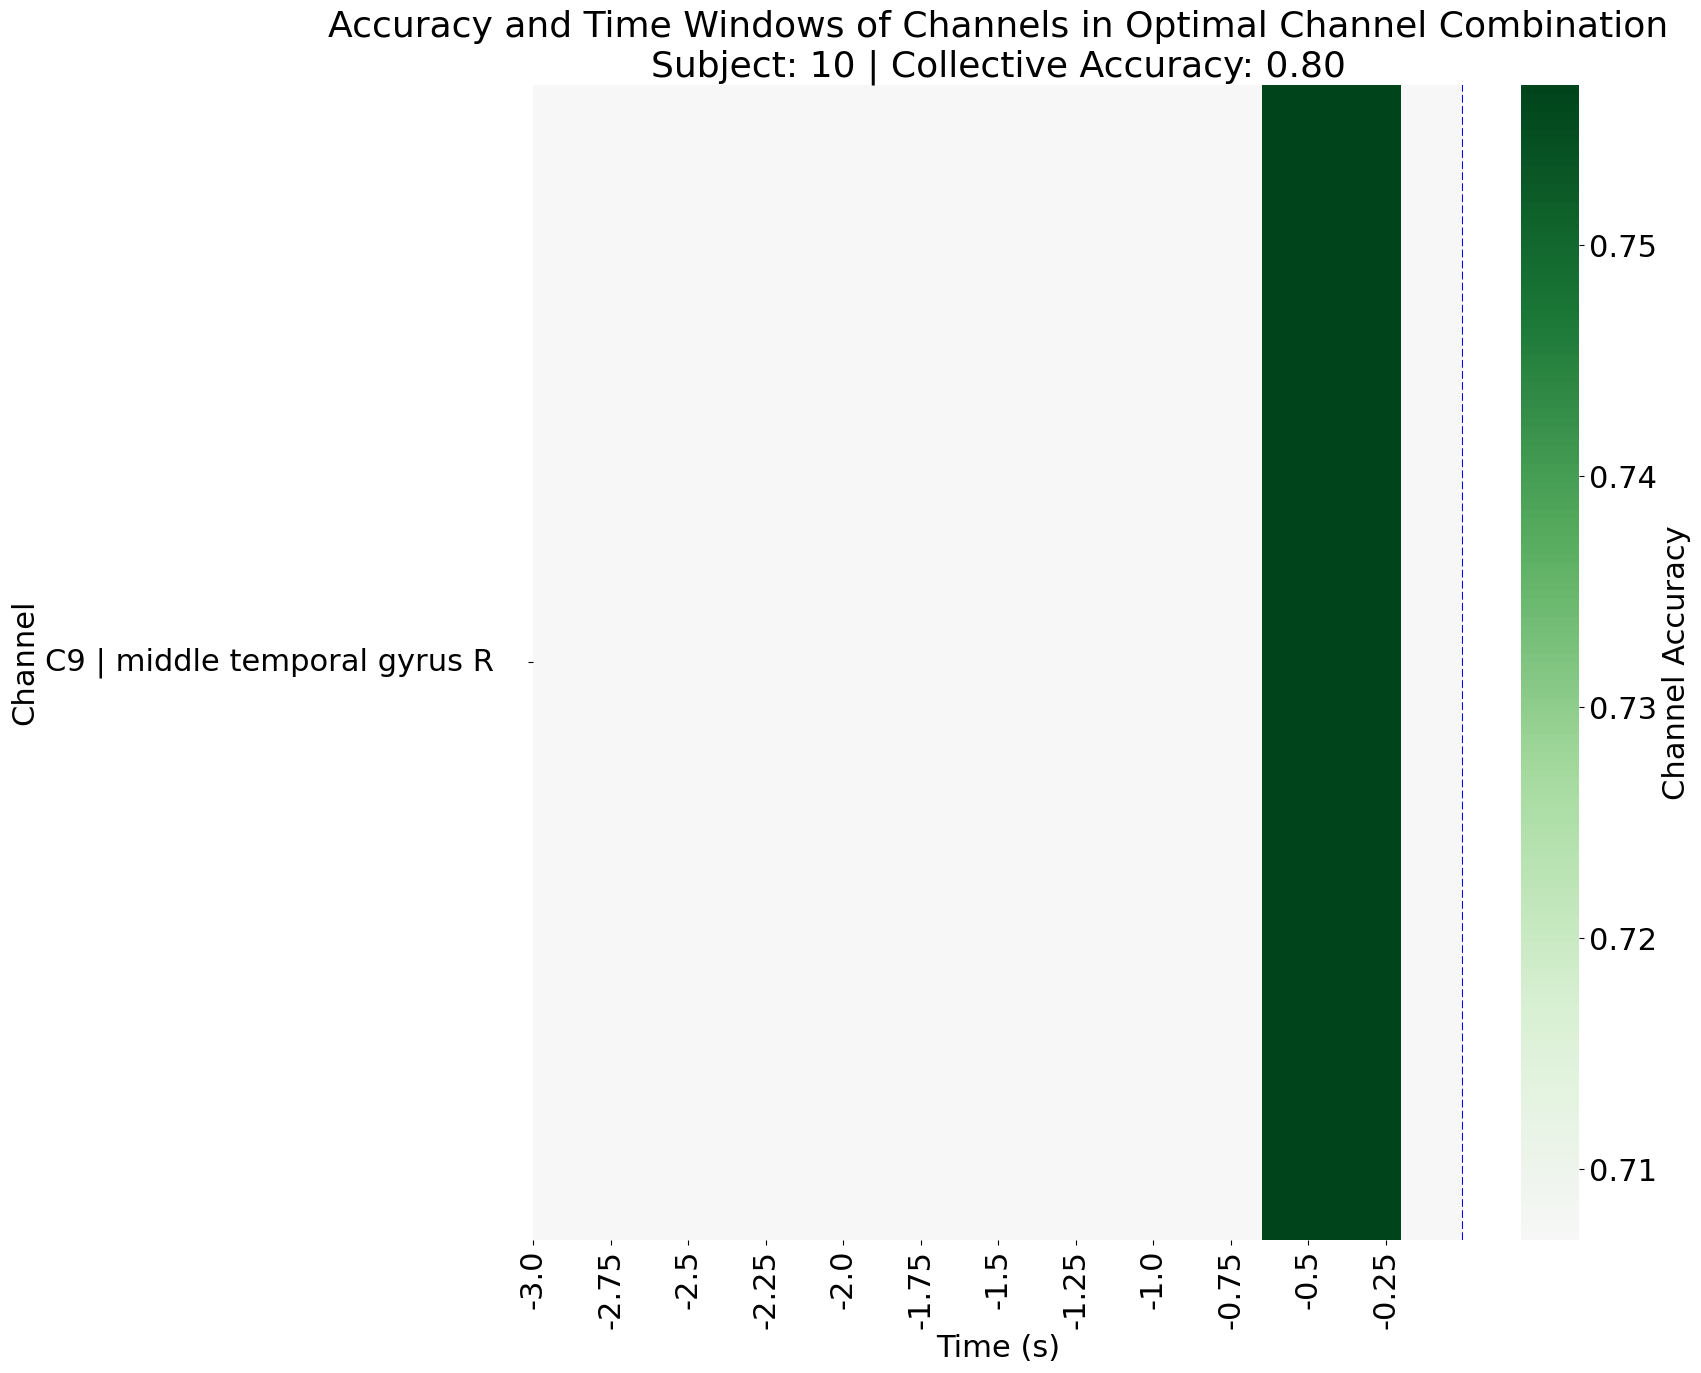 Accuracy and Time Windows of Channels in Optimal Channel Combination
Subject: 10 | Collective Accuracy: 0.80
Channel
C9 | middle temporal gyrus R
-3.0
-2.75
-2.5
-2.25
-2.0
-1.75
-1.5
-1.25
-1.0
-0.75
-0.5
-0.25
Time (s)
0.75
0.74
0.73
0.72
0.71
Channel Accuracy